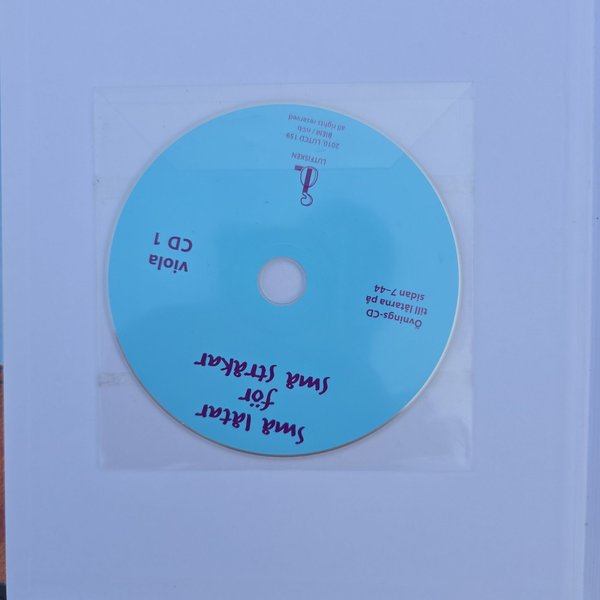 Små låtar
för
små stråkar
Övnings-CD
till låtarna på
sidan 7-44
viola
CD 1
LUTFISKEN
2010, LUTCD 159
BIEM / n©b
all rights reserved